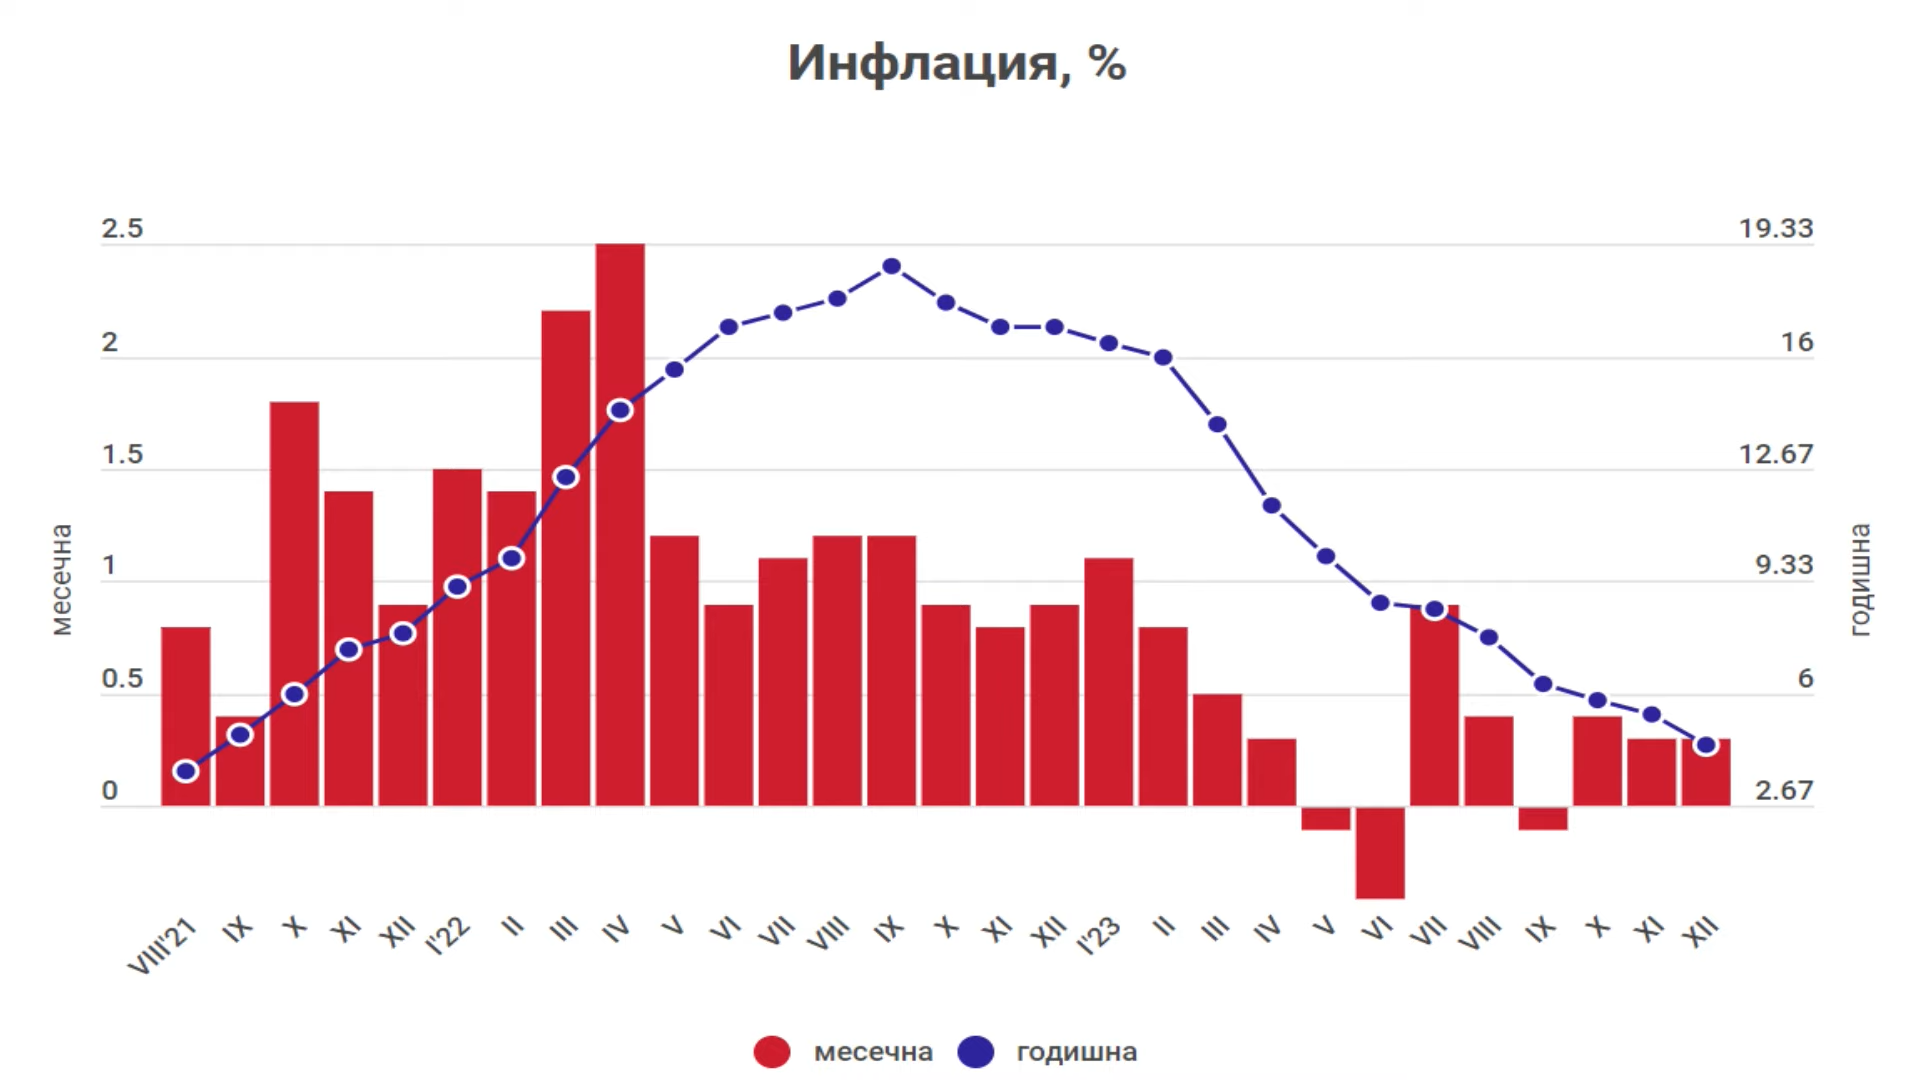 Инфлация, %
2.5
19.33
2
16
1.5
12.67
месечна
годишна
1
9.33
0.5
6
0
2.67
VIII'21 IX X XI XII I'22 II III IV V VI VII VIII IX X XI XII I'23 II III IV V VI VII VIII IX X XI XII
месечна годишна